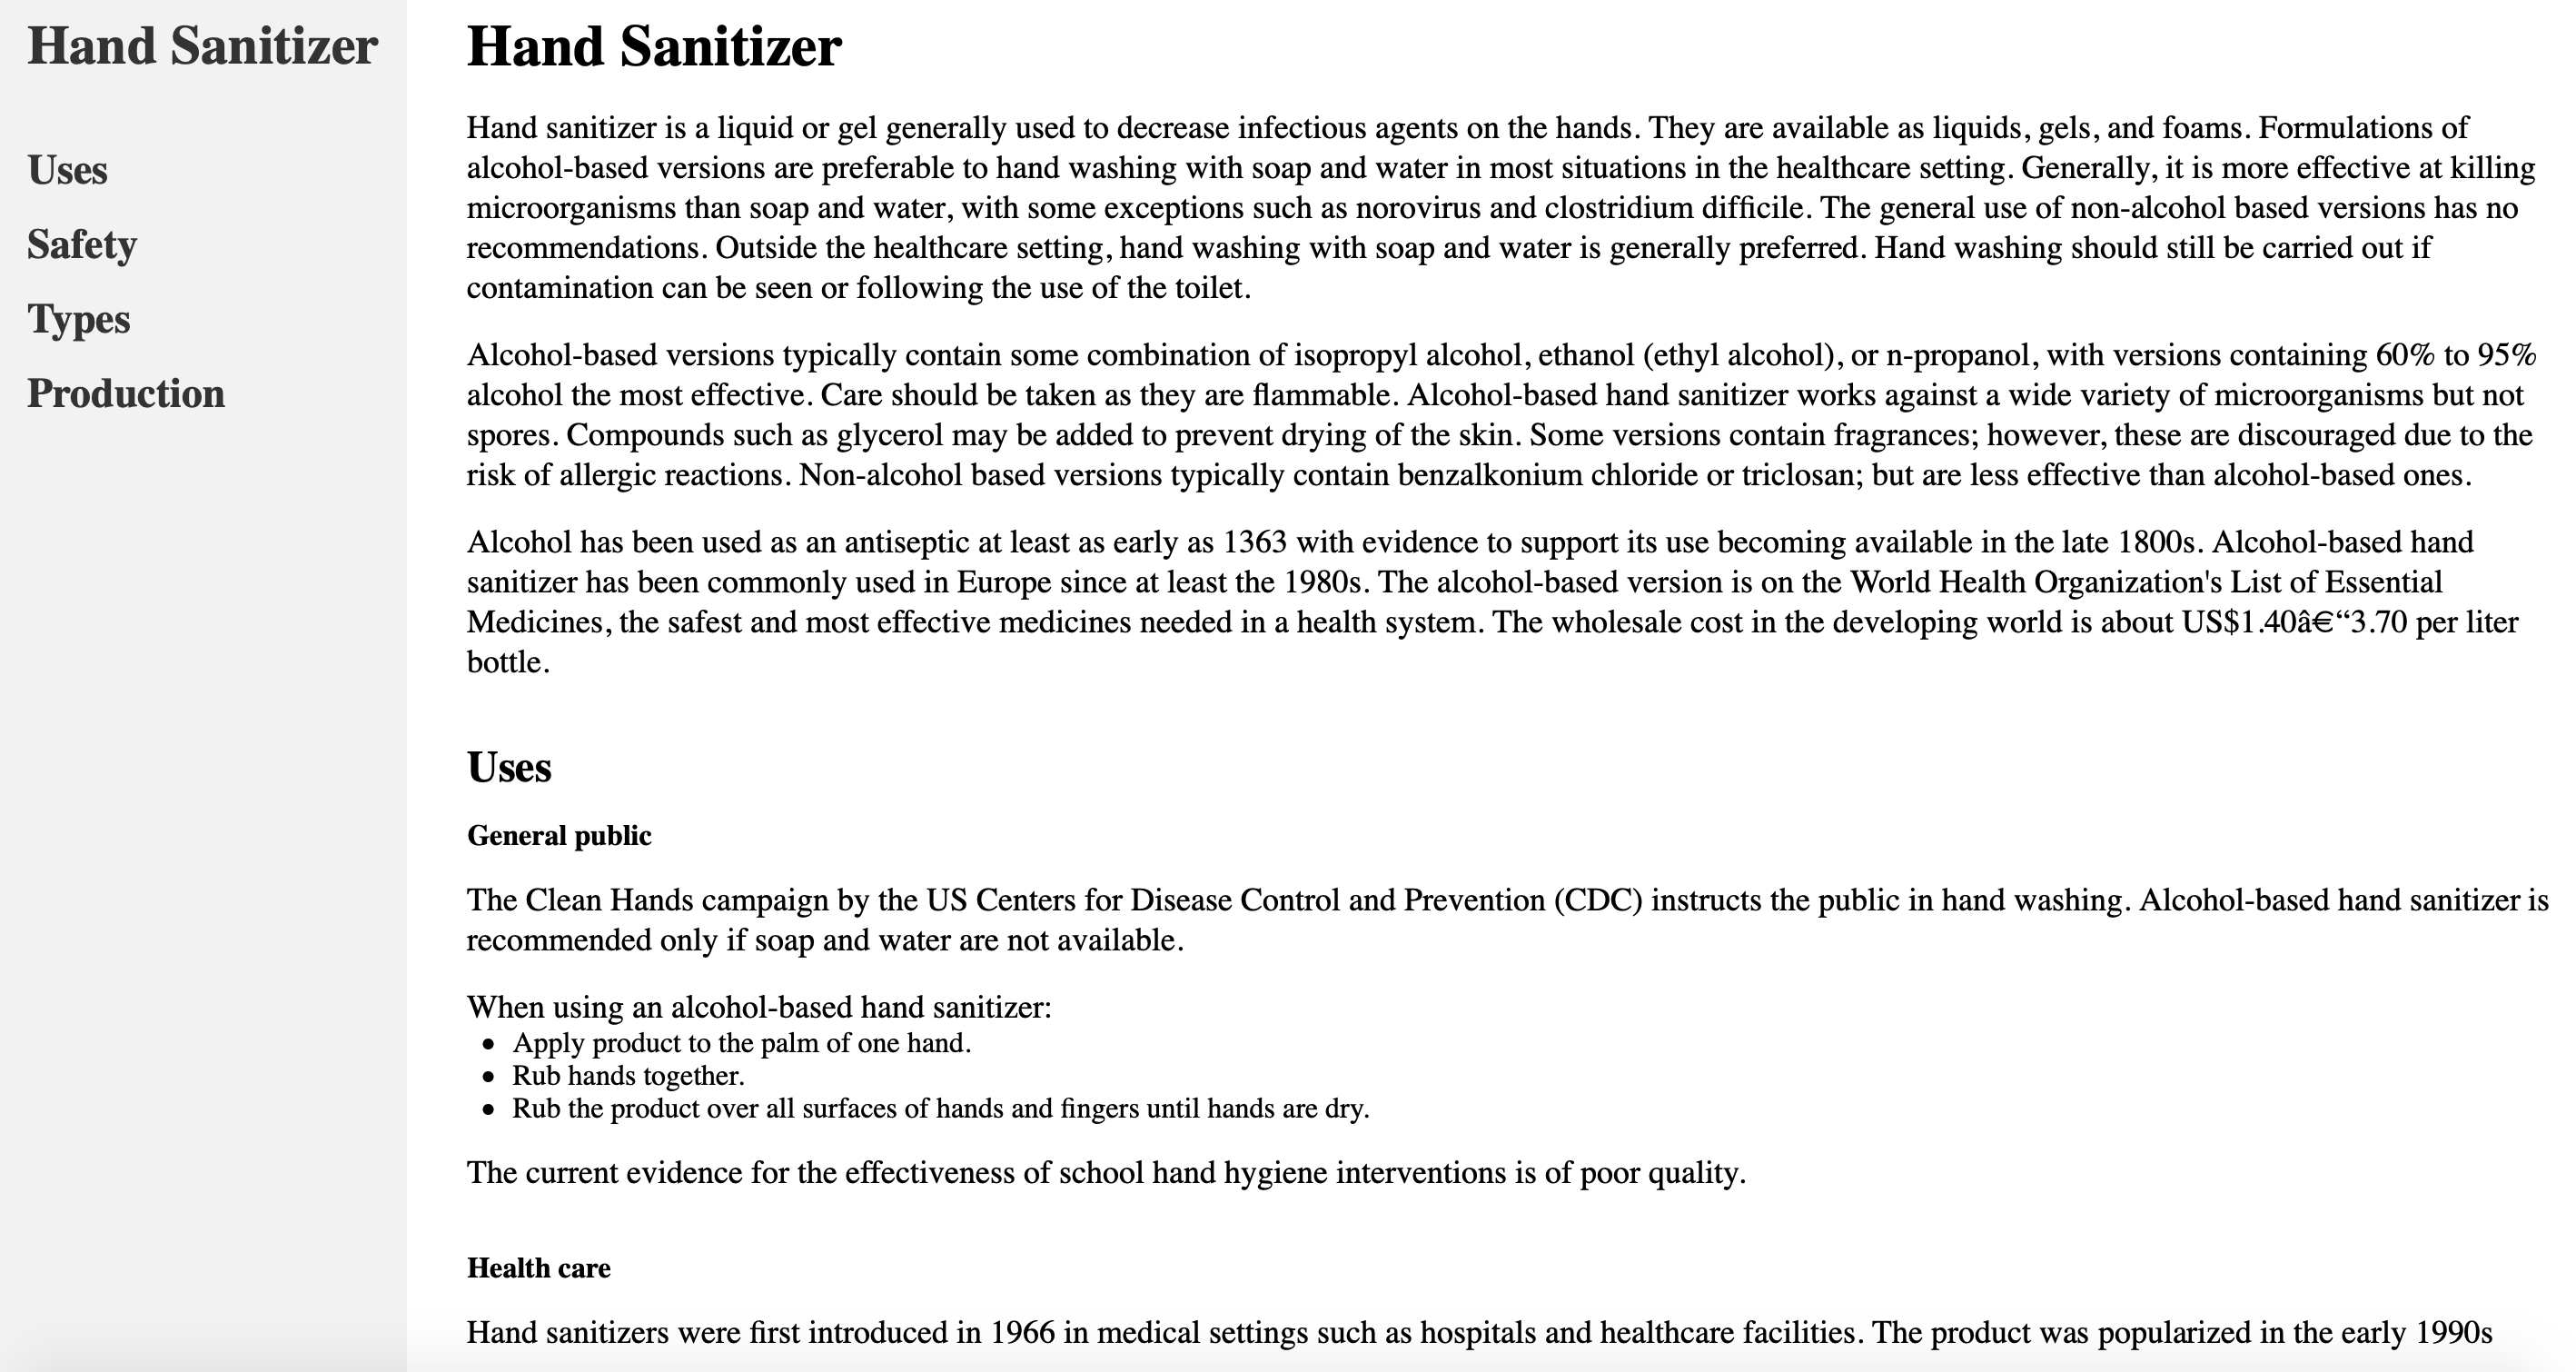 Hand Sanitizer
Uses
Safety
Types
Production
Hand Sanitizer
Hand sanitizer is a liquid or gel generally used to decrease infectious agents on the hands. They are available as liquids, gels, and foams. Formulations of
alcohol-based versions are preferable to hand washing with soap and water in most situations in the healthcare setting. Generally, it is more effective at killing
microorganisms than soap and water, with some exceptions such as norovirus and clostridium difficile. The general use of non-alcohol based versions has no
recommendations. Outside the healthcare setting, hand washing with soap and water is generally preferred. Hand washing should still be carried out if
contamination can be seen or following the use of the toilet.
Alcohol-based versions typically contain some combination of isopropyl alcohol, ethanol (ethyl alcohol), or n-propanol, with versions containing 60% to 95%
alcohol the most effective. Care should be taken as they are flammable. Alcohol-based hand sanitizer works against a wide variety of microorganisms but not
spores. Compounds such as glycerol may be added to prevent drying of the skin. Some versions contain fragrances; however, these are discouraged due to the
risk of allergic reactions. Non-alcohol based versions typically contain benzalkonium chloride or triclosan; but are less effective than alcohol-based ones.
Alcohol has been used as an antiseptic at least as early as 1363 with evidence to support its use becoming available in the late 1800s. Alcohol-based hand
sanitizer has been commonly used in Europe since at least the 1980s. The alcohol-based version is on the World Health Organization's List of Essential
Medicines, the safest and most effective medicines needed in a health system. The wholesale cost in the developing world is about US$1.40â€“3.70 per liter
bottle.
Uses
General public
The Clean Hands campaign by the US Centers for Disease Control and Prevention (CDC) instructs the public in hand washing. Alcohol-based hand sanitizer is
recommended only if soap and water are not available.
When using an alcohol-based hand sanitizer:
• Apply product to the palm of one hand.
• Rub hands together.
• Rub the product over all surfaces of hands and fingers until hands are dry.
The current evidence for the effectiveness of school hand hygiene interventions is of poor quality.
Health care
Hand sanitizers were first introduced in 1966 in medical settings such as hospitals and healthcare facilities. The product was popularized in the early 1990s